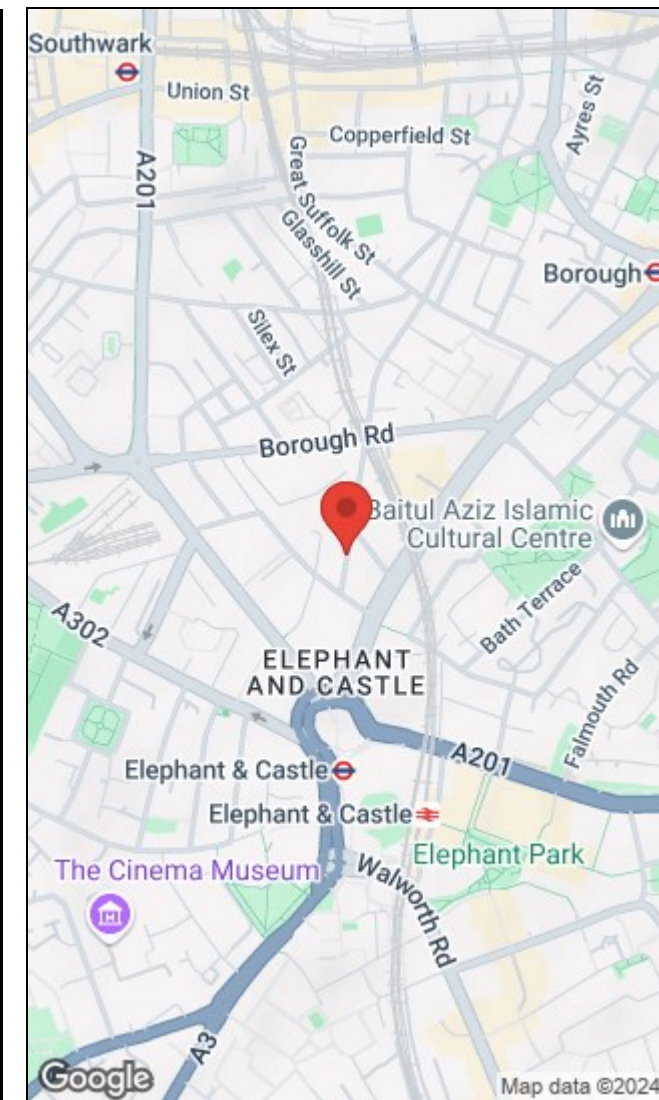 Southwark
Union St
Copperfield St
Ayres St
A201
Great Suffolk St
Glasshill St
Borough
Silex St
Borough Rd
Baitul Aziz Islamic
Cultural Centre
A302
Bath Terrace
ELEPHANT
AND CASTLE
Falmouth Rd
A201
Elephant & Castle
Elephant & Castle
Elephant Park
The Cinema Museum
Walworth Rd
A3
Google
Map data ©2024